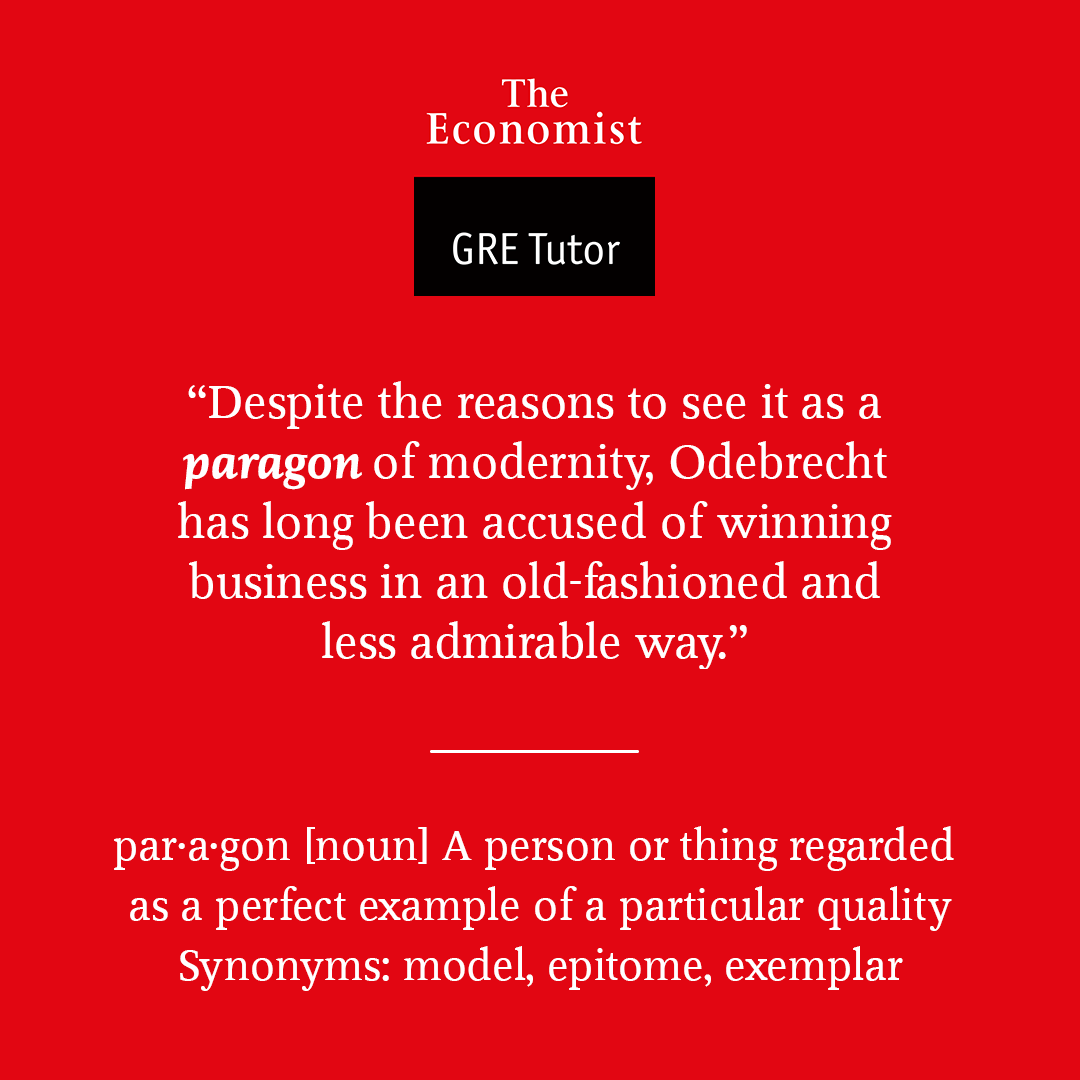 The
Economist
GRE Tutor
“Despite the reasons to see it as a
paragon of modernity, Odebrecht
has long been accused of winning
business in an old-fashioned and
less admirable way.”
par·a·gon [noun] A person or thing regarded
as a perfect example of a particular quality
Synonyms: model, epitome, exemplar